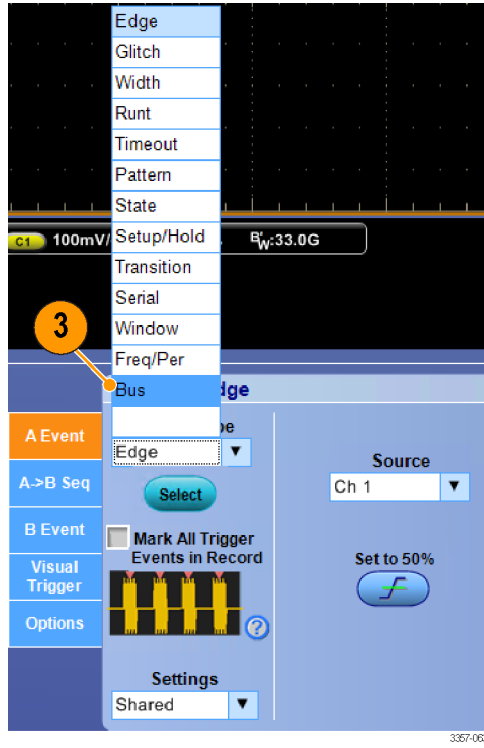 Edge
Glitch
Width
Runt
Timeout
Pattern
State
C1 100mV/
Setup/Hold
BW:33.0G
Transition
Serial
Window
3
Freq/Per
Bus
dge
A Event
pe
Edge
Source
A->B Seq
Select
Ch 1
B Event
Mark All Trigger
Events in Record
Set to 50%
Visual
Trigger
Options
?
Settings
Shared